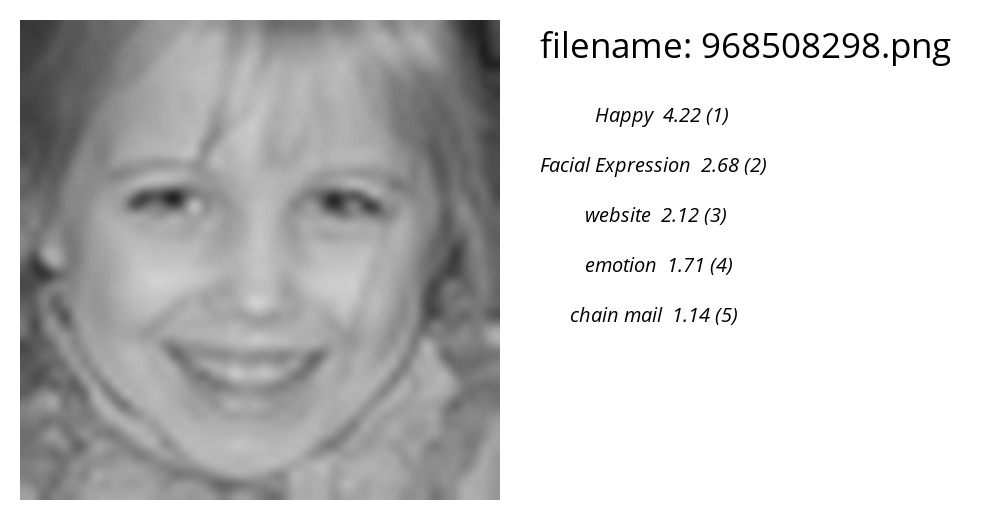 filename: 968508298.png
Happy 4.22 (1)
Facial Expression 2.68 (2)
website 2.12 (3)
emotion 1.71 (4)
chain mail 1.14 (5)